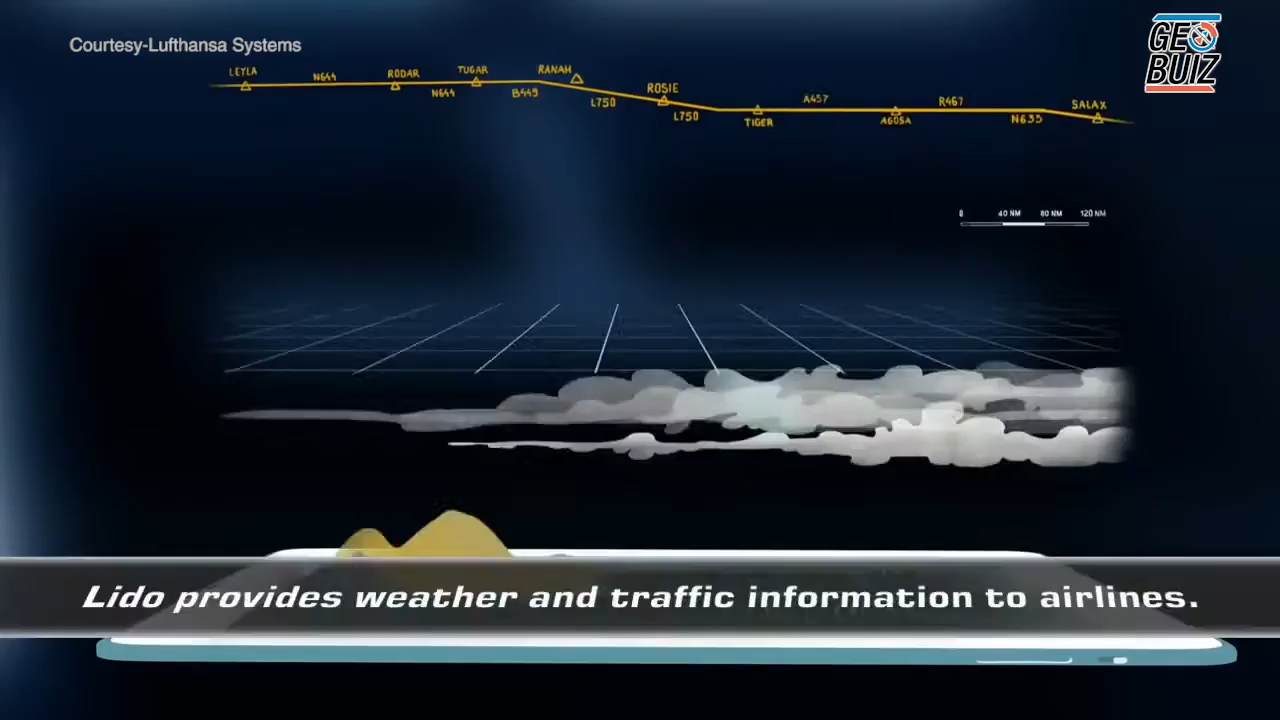 Courtesy-Lufthansa Systems
GEO
BUIZ
LEYLA
N644
RODAR
N644
TUGAR
B449
RANAH
L750
ROSIE
L750
TIGER
A457
A605A
R467
N635
SALAX
0 40 NM 80 NM 120 NM
Lido provides weather and traffic information to airlines.